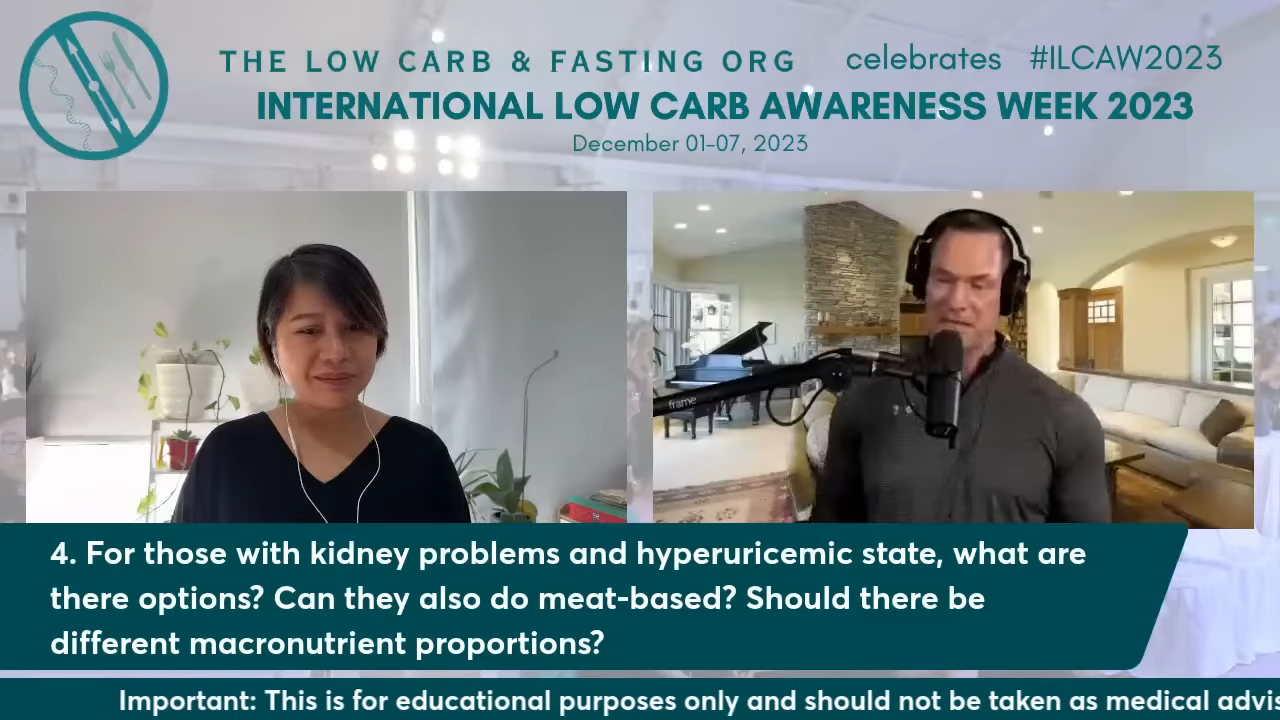 THE LOW CARB & FASTING ORG celebrates #ILCAW2023
INTERNATIONAL LOW CARB AWARENESS WEEK 2023
December 01-07, 2023
frame
4. For those with kidney problems and hyperuricemic state, what are
there options? Can they also do meat-based? Should there be
different macronutrient proportions?
Important: This is for educational purposes only and should not be taken as medical advis